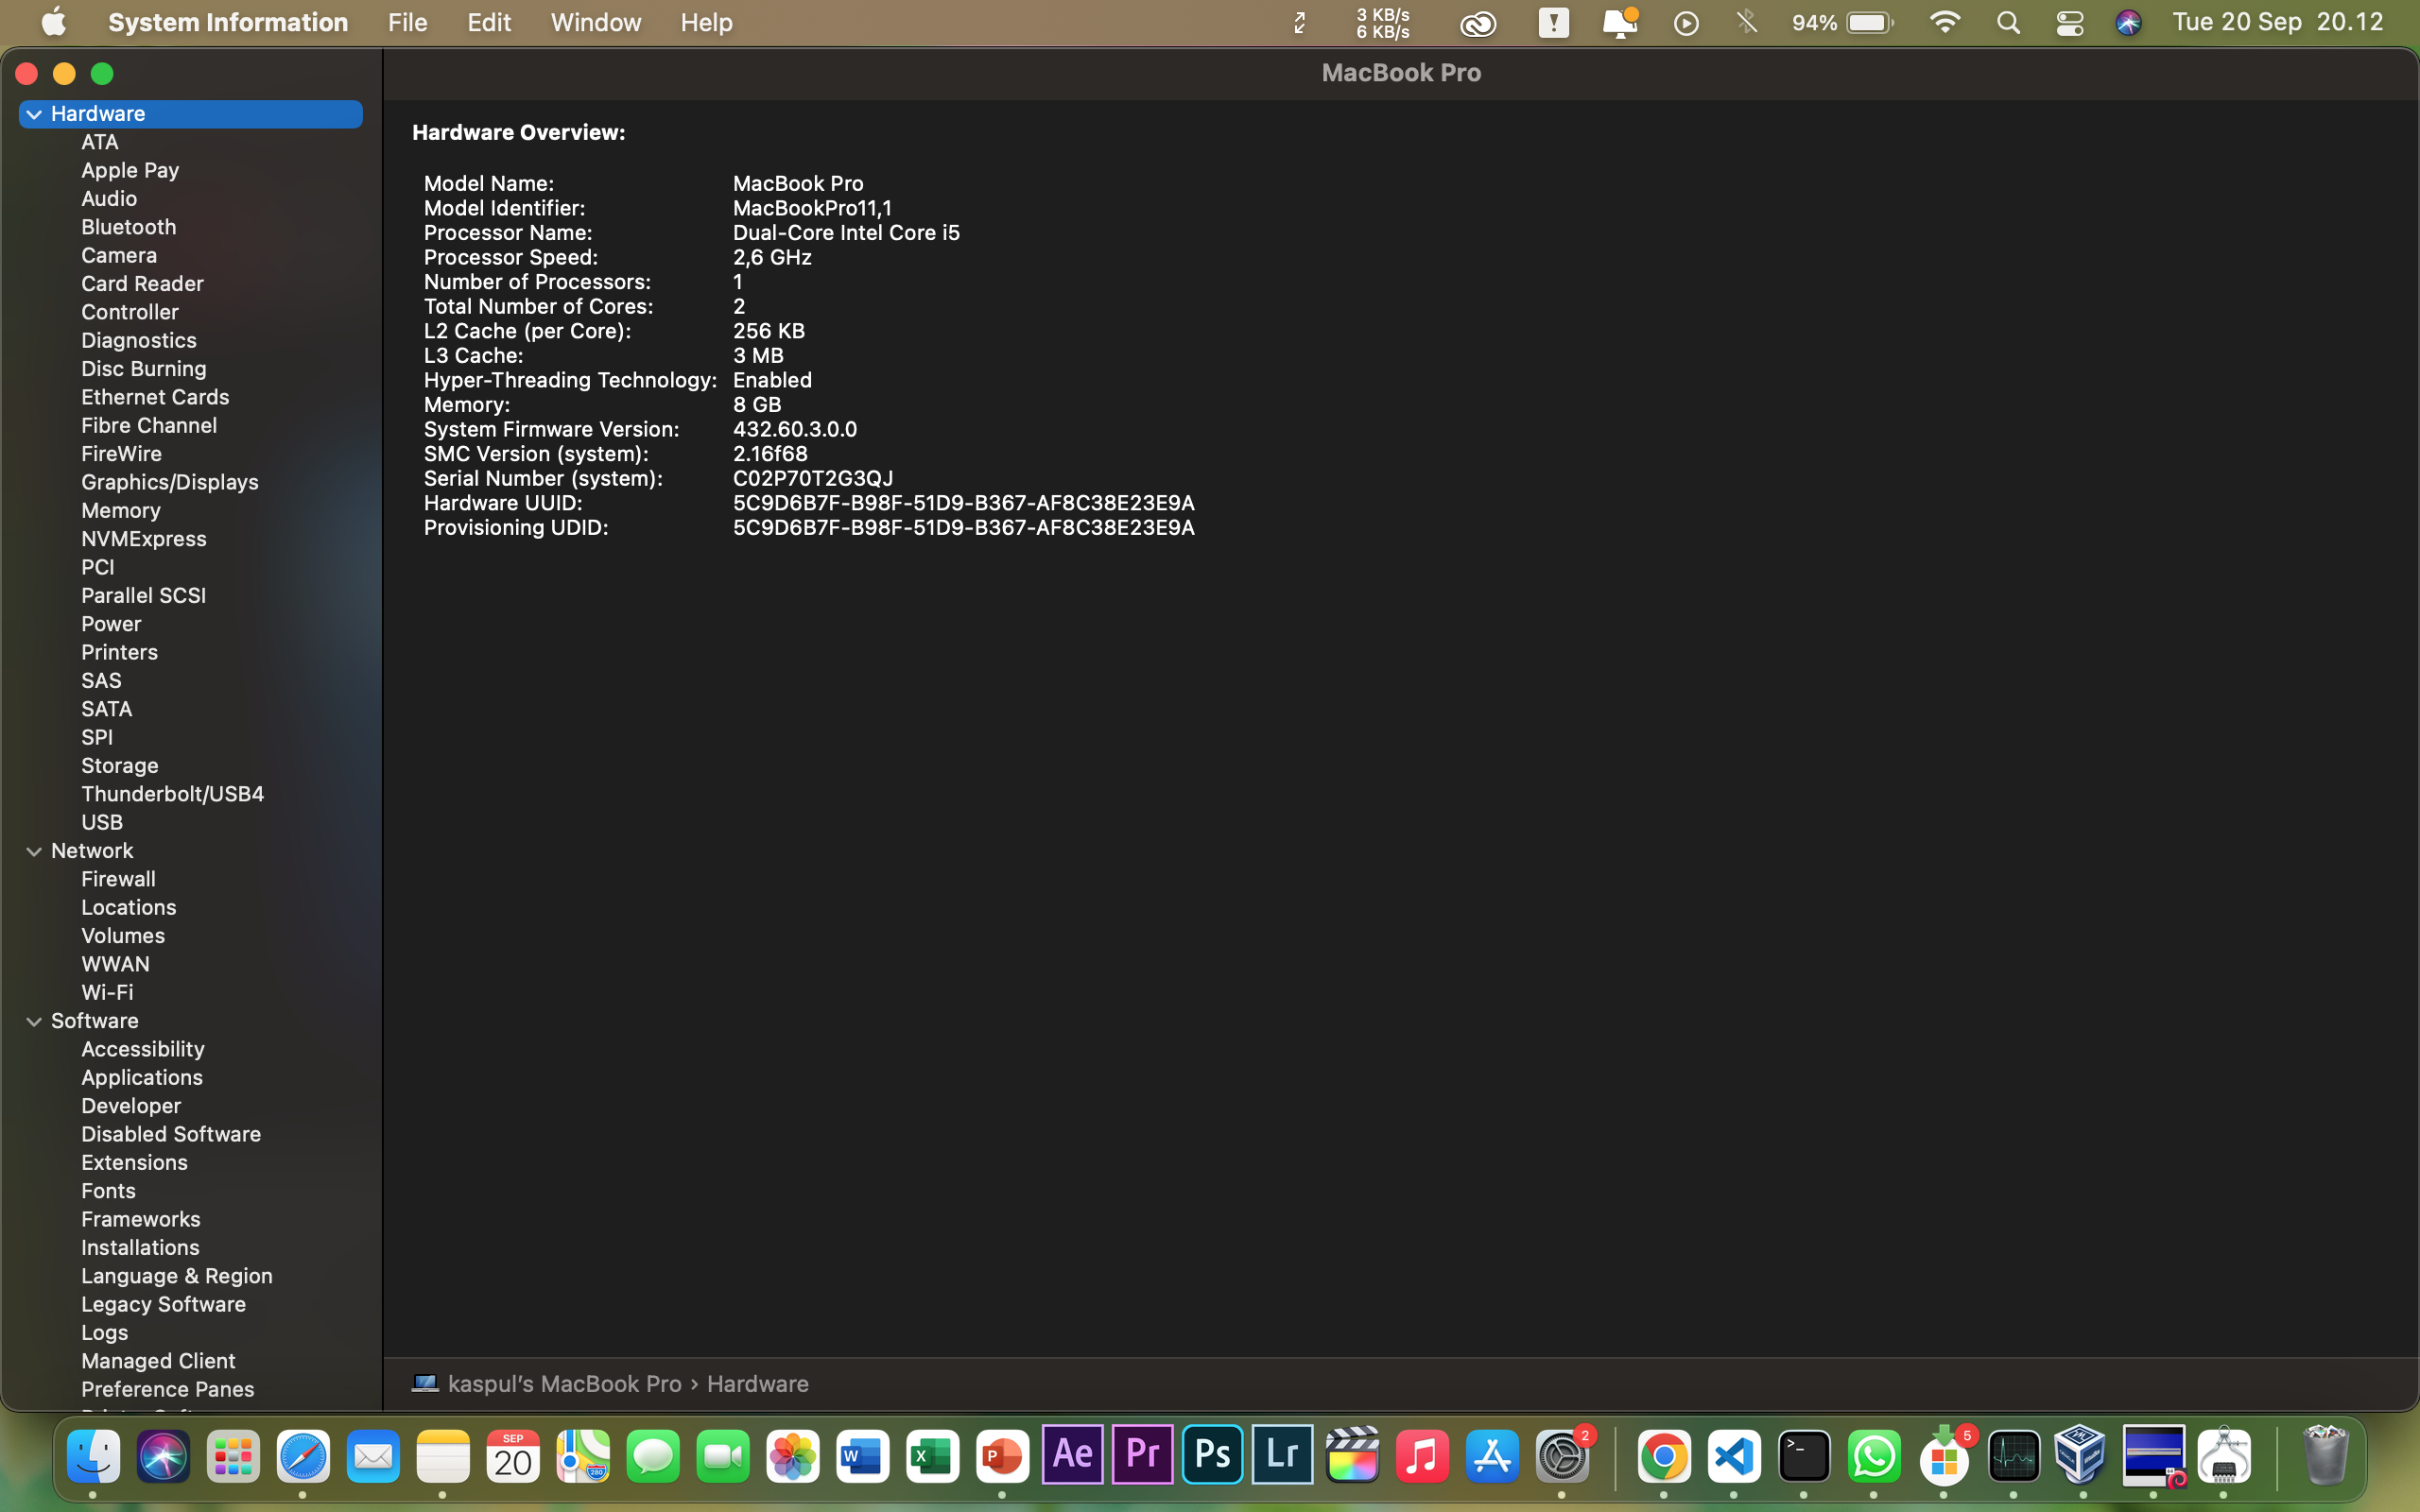 System Information File Edit Window Help 3 KB/s 6 KB/s 94% Tue 20 Sep 20.12
MacBook Pro
Hardware
ATA
Apple Pay
Audio
Bluetooth
Camera
Card Reader
Controller
Diagnostics
Disc Burning
Ethernet Cards
Fibre Channel
FireWire
Graphics/Displays
Memory
NVMExpress
PCI
Parallel SCSI
Power
Printers
SAS
SATA
SPI
Storage
Thunderbolt/USB4
USB
Network
Firewall
Locations
Volumes
WWAN
Wi-Fi
Software
Accessibility
Applications
Developer
Disabled Software
Extensions
Fonts
Frameworks
Installations
Language & Region
Legacy Software
Logs
Managed Client
Preference Panes
Hardware Overview:
Model Name: MacBook Pro
Model Identifier: MacBookPro11,1
Processor Name: Dual-Core Intel Core i5
Processor Speed: 2,6 GHz
Number of Processors: 1
Total Number of Cores: 2
L2 Cache (per Core): 256 KB
L3 Cache: 3 MB
Hyper-Threading Technology: Enabled
Memory: 8 GB
System Firmware Version: 432.60.3.0.0
SMC Version (system): 2.16f68
Serial Number (system): C02P70T2G3QJ
Hardware UUID: 5C9D6B7F-B98F-51D9-B367-AF8C38E23E9A
Provisioning UDID: 5C9D6B7F-B98F-51D9-B367-AF8C38E23E9A
kaspul's MacBook Pro › Hardware
SEP 20 280 W X P Ae Pr Ps Lr 2 >_ 5